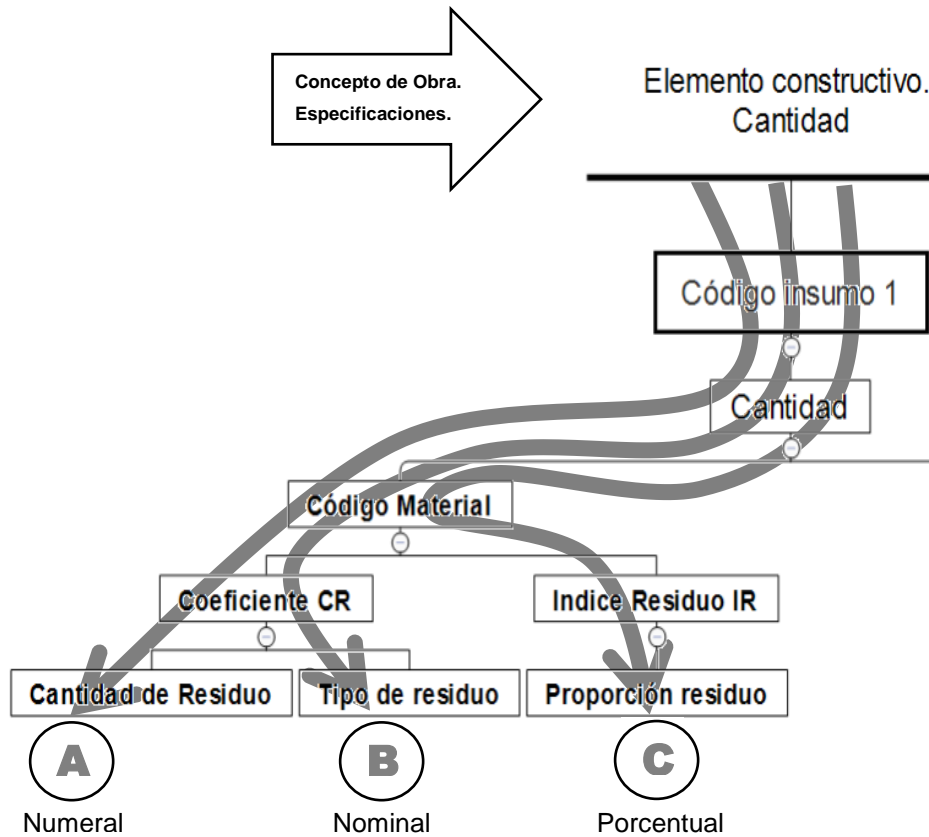 Concepto de Obra.
Especificaciones.
Elemento constructivo.
Cantidad
Código insumo 1
Cantidad
Código Material
Coeficiente CR
Indice Residuo IR
Cantidad de Residuo
Tipo de residuo
Proporción residuo
A
B
C
Numeral
Nominal
Porcentual